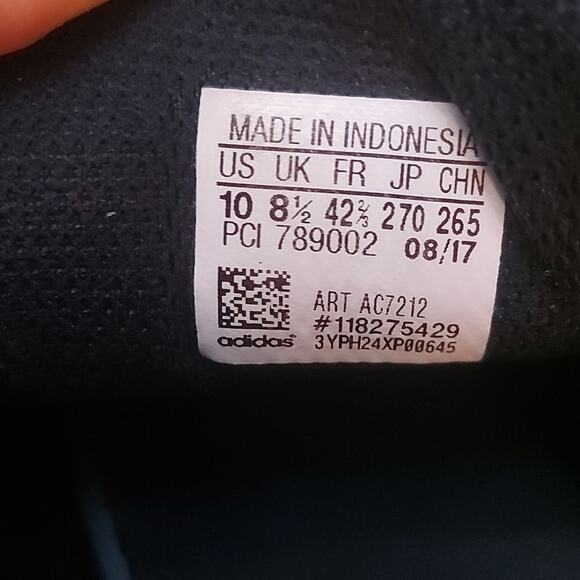 MADE IN INDONESIA
US UK FR JP CHN
10 8½ 42⅔ 270 265
PCI 789002 08/17
ART AC7212
#118275429
adidas 3YPH24XP00645